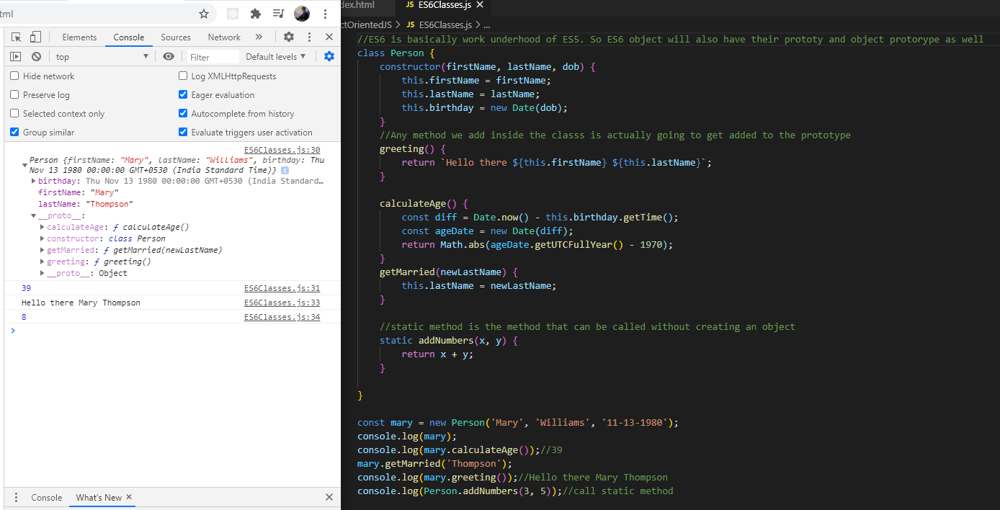 tml
Elements Console Sources Network
top Filter Default levels
Hide network Log XMLHttpRequests
Preserve log Eager evaluation
Selected context only Autocomplete from history
Group similar Evaluate triggers user activation
ES6Classes.js:30
Person {firstName: "Mary", lastName: "Williams", birthday: Thu
Nov 13 1980 00:00:00 GMT+0530 (India Standard Time)} i
birthday: Thu Nov 13 1980 00:00:00 GMT+0530 (India Standard…
firstName: "Mary"
lastName: "Thompson"
__proto__:
calculateAge: ƒ calculateAge()
constructor: class Person
getMarried: ƒ getMarried(newLastName)
greeting: ƒ greeting()
__proto__: Object
39 ES6Classes.js:31
Hello there Mary Thompson ES6Classes.js:33
8 ES6Classes.js:34
Console What's New
dex.html JS ES6Classes.js
ctOrientedJS > JS ES6Classes.js > ...
//ES6 is basically work underhood of ES5. So ES6 object will also have their prototy and object protorype as well
class Person {
constructor(firstName, lastName, dob) {
this.firstName = firstName;
this.lastName = lastName;
this.birthday = new Date(dob);
}
//Any method we add inside the classs is actually going to get added to the prototype
greeting() {
return `Hello there ${this.firstName} ${this.lastName}`;
}
calculateAge() {
const diff = Date.now() - this.birthday.getTime();
const ageDate = new Date(diff);
return Math.abs(ageDate.getUTCFullYear() - 1970);
}
getMarried(newLastName) {
this.lastName = newLastName;
}
//static method is the method that can be called without creating an object
static addNumbers(x, y) {
return x + y;
}
}
const mary = new Person('Mary', 'Williams', '11-13-1980');
console.log(mary);
console.log(mary.calculateAge());//39
mary.getMarried('Thompson');
console.log(mary.greeting());//Hello there Mary Thompson
console.log(Person.addNumbers(3, 5));//call static method